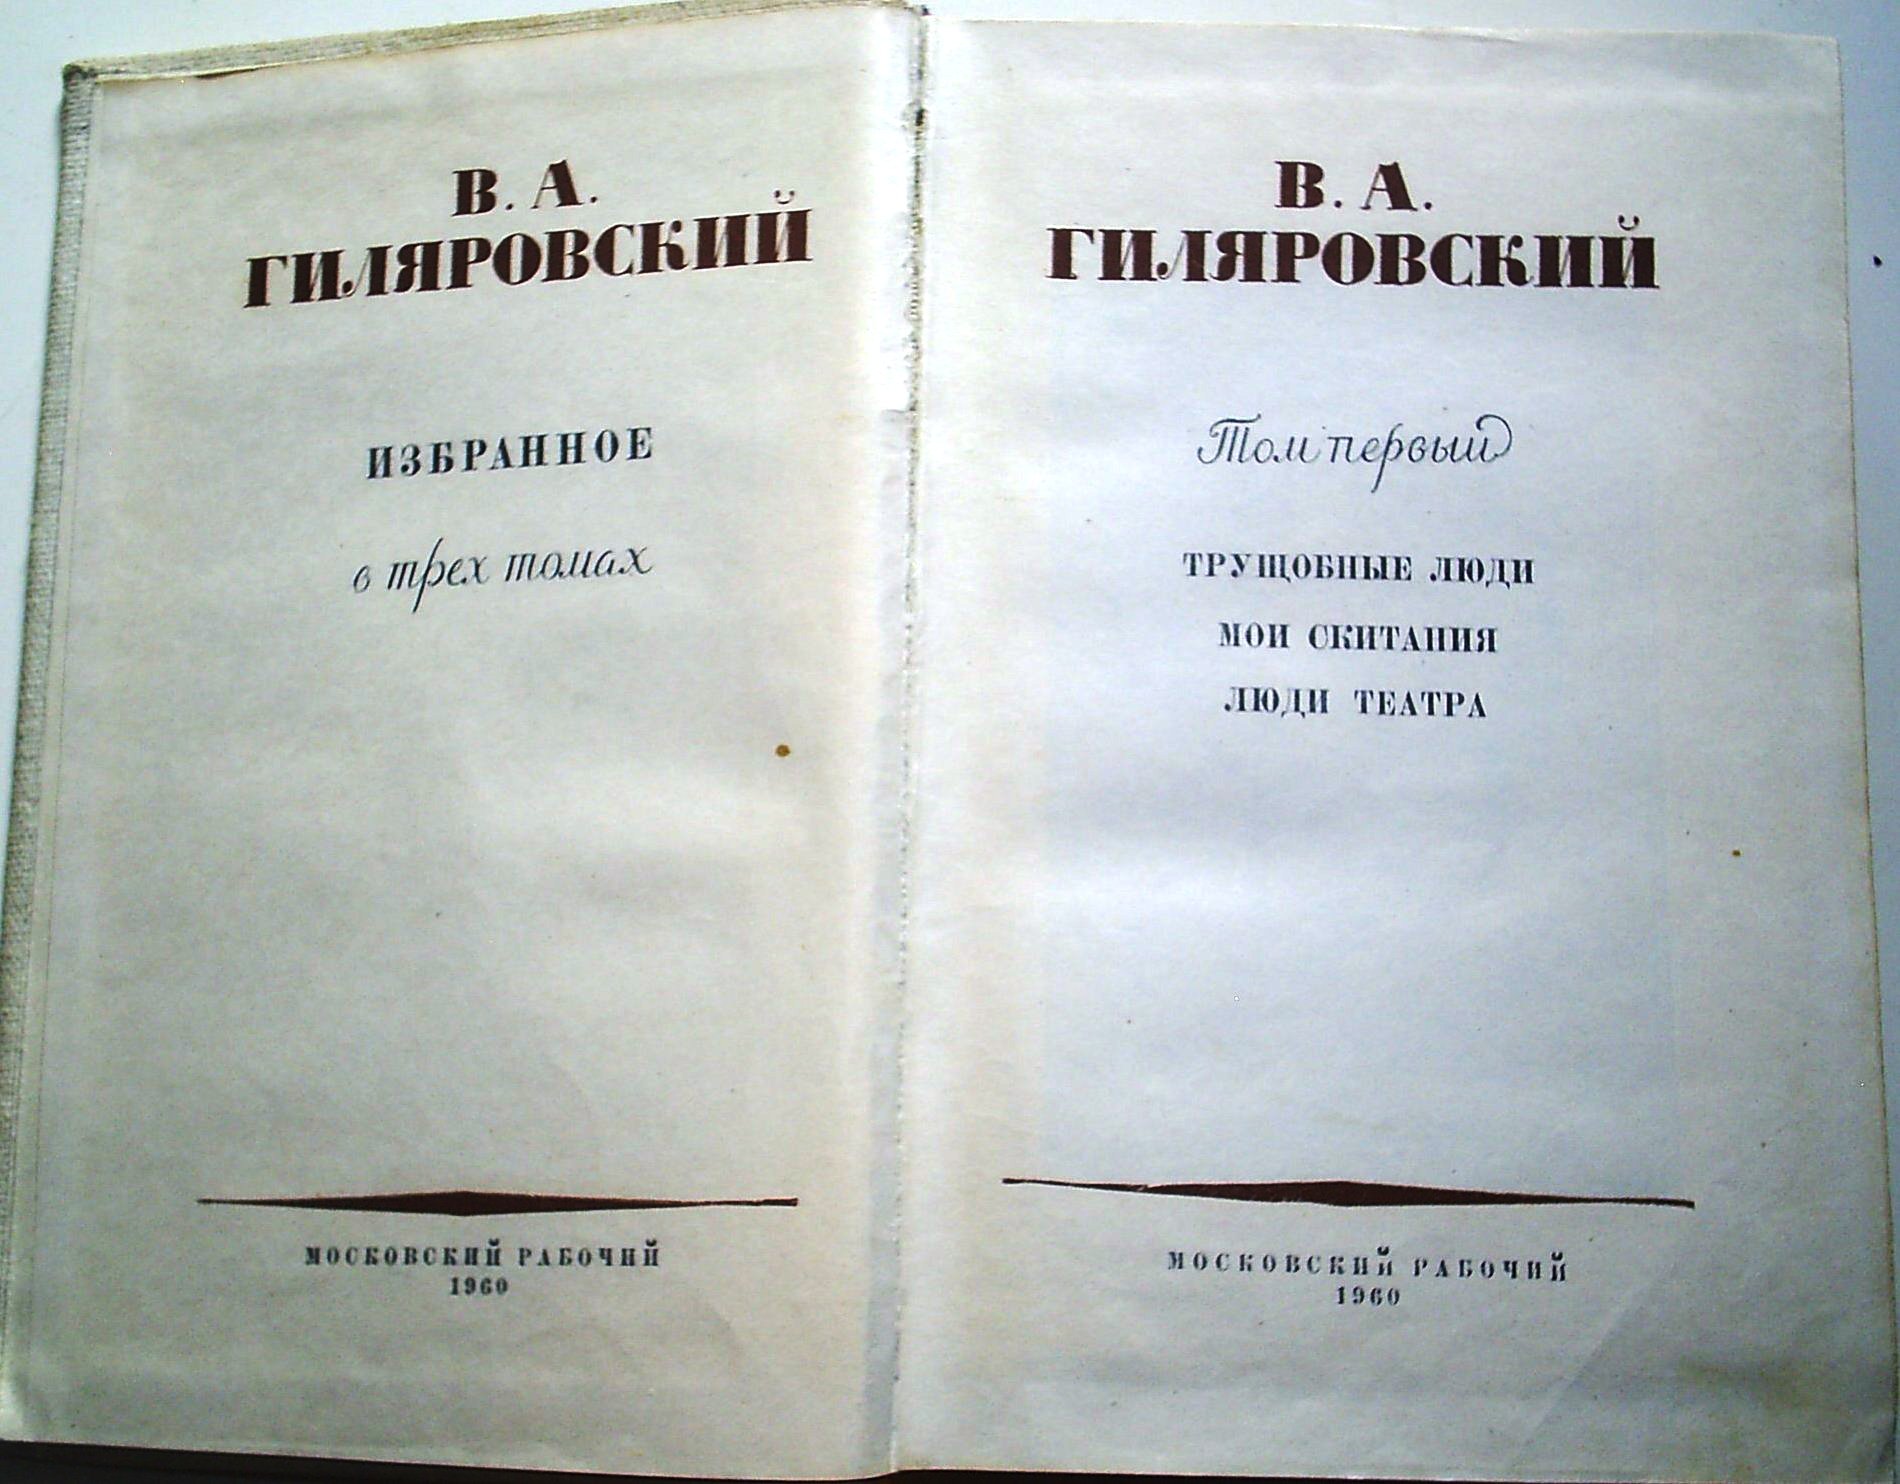 В. А.
ГИЛЯРОВСКИЙ
ИЗБРАННОЕ
в трех томах
МОСКОВСКИЙ РАБОЧИЙ
1960
В. А.
ГИЛЯРОВСКИЙ
Том первый
ТРУЩОБНЫЕ ЛЮДИ
МОИ СКИТАНИЯ
ЛЮДИ ТЕАТРА
МОСКОВСКИЙ РАБОЧИЙ
1960